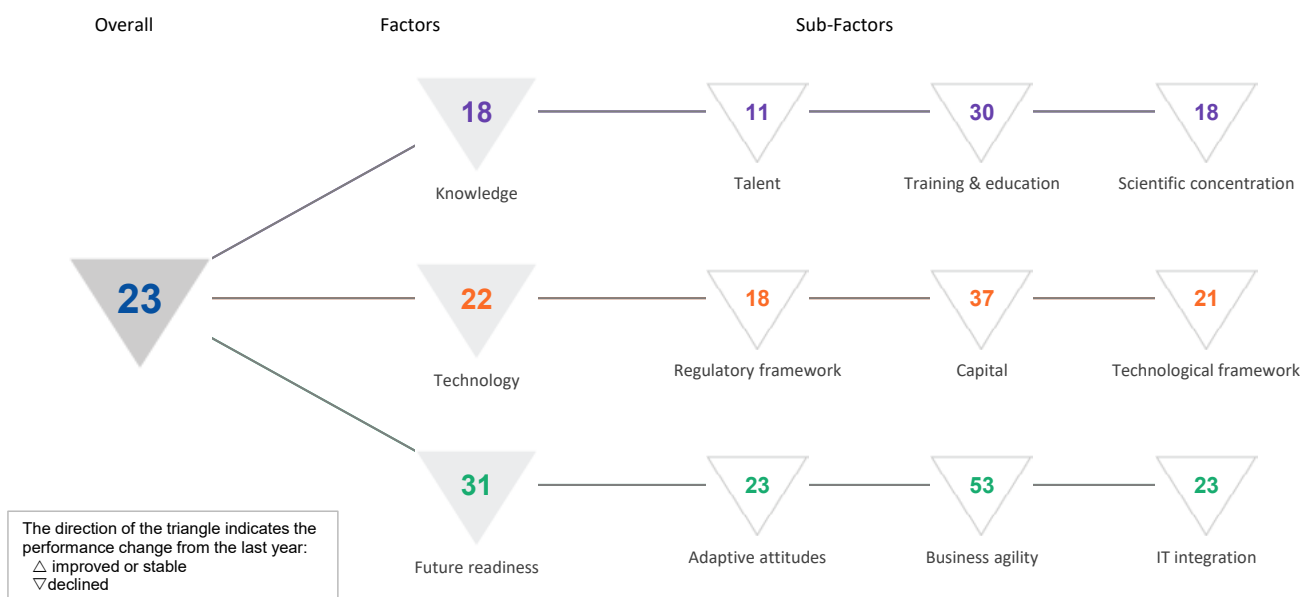 Overall
Factors
Sub-Factors
18
11
30
18
Knowledge
Talent
Training & education
Scientific concentration
23
22
18
37
21
Technology
Regulatory framework
Capital
Technological framework
31
23
53
23
Future readiness
Adaptive attitudes
Business agility
IT integration
The direction of the triangle indicates the
performance change from the last year:
△ improved or stable
▽declined